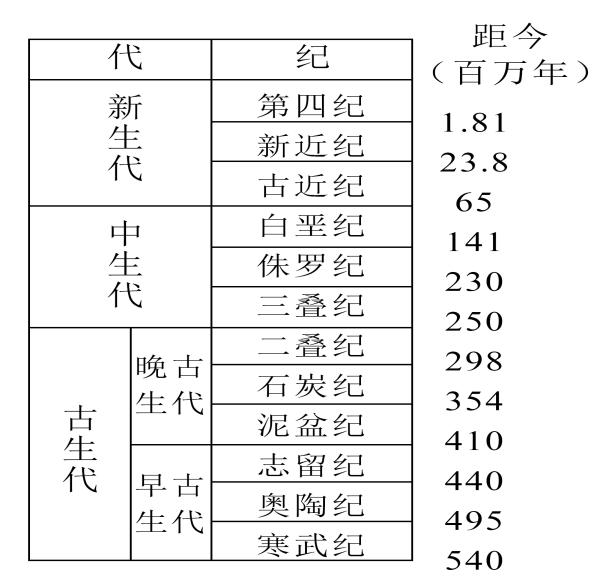 代 纪 距今
（百万年）
新生代 第四纪 1.81
新近纪 23.8
古近纪 65
中生代 白垩纪 141
侏罗纪 230
三叠纪 250
古生代 晚古生代 二叠纪 298
石炭纪 354
泥盆纪 410
早古生代 志留纪 440
奥陶纪 495
寒武纪 540